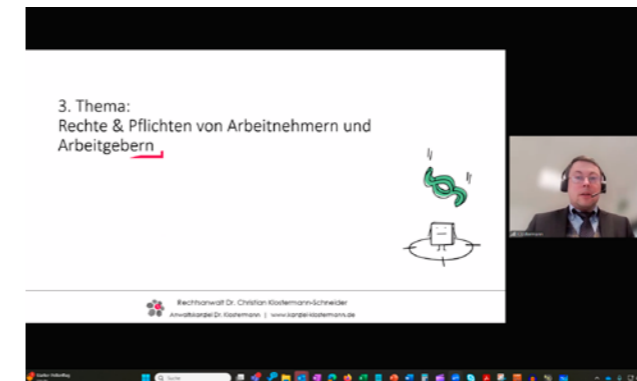 3. Thema:
Rechte & Pflichten von Arbeitnehmern und
Arbeitgebern
Rechtsanwalt Dr. Christian Klostermann-Schneider
Anwaltskanzlei Dr. Klostermann | www.kanzlei-klostermann.de
Suche